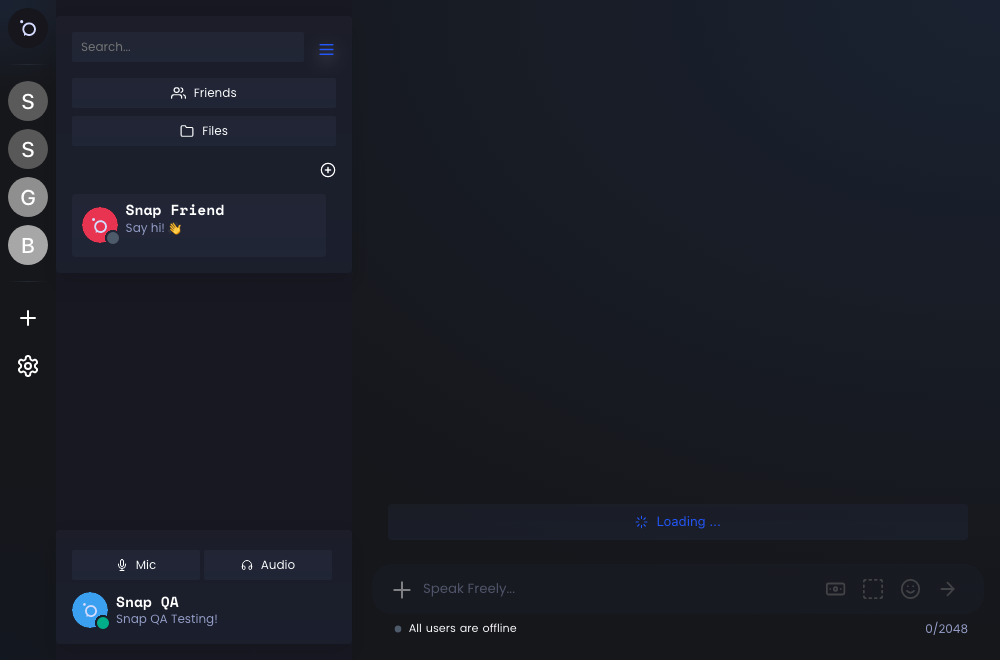 S
S
G
B
Search...
Friends
Files
Snap Friend
Say hi! 👋
Mic
Audio
Snap QA
Snap QA Testing!
Loading ...
Speak Freely...
All users are offline
0/2048